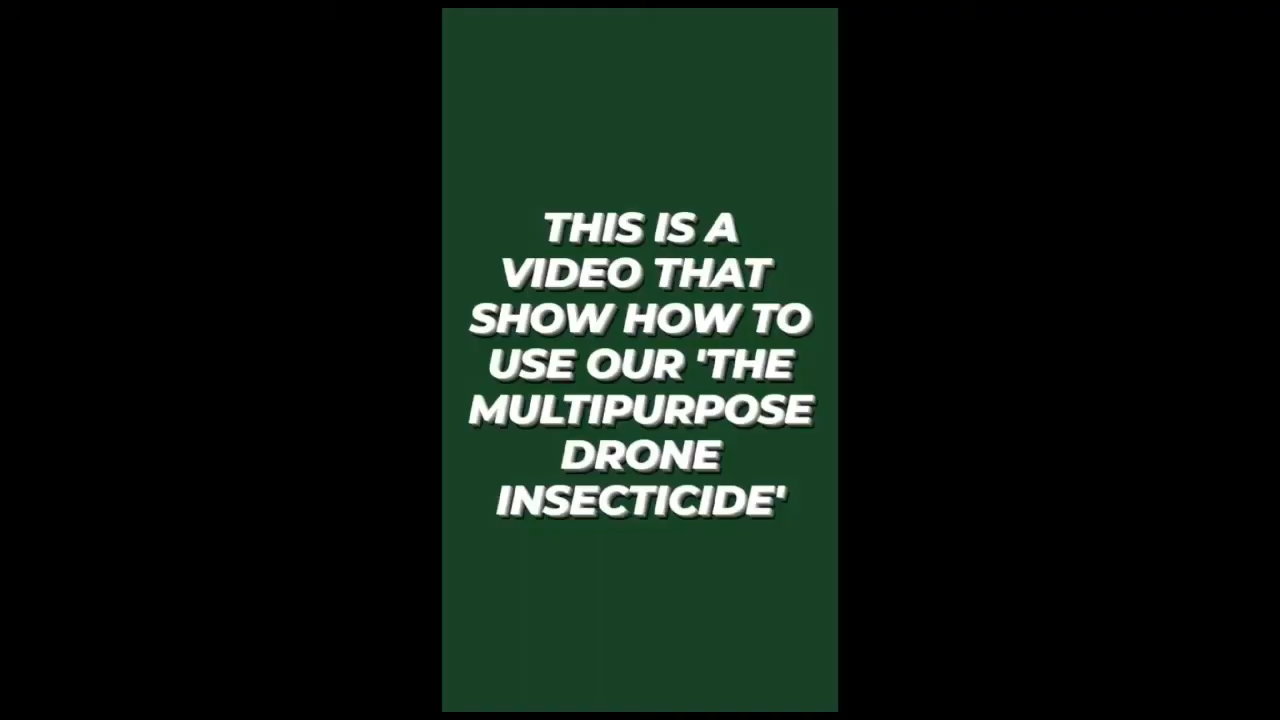 THIS IS A
VIDEO THAT
SHOW HOW TO
USE OUR 'THE
MULTIPURPOSE
DRONE
INSECTICIDE'